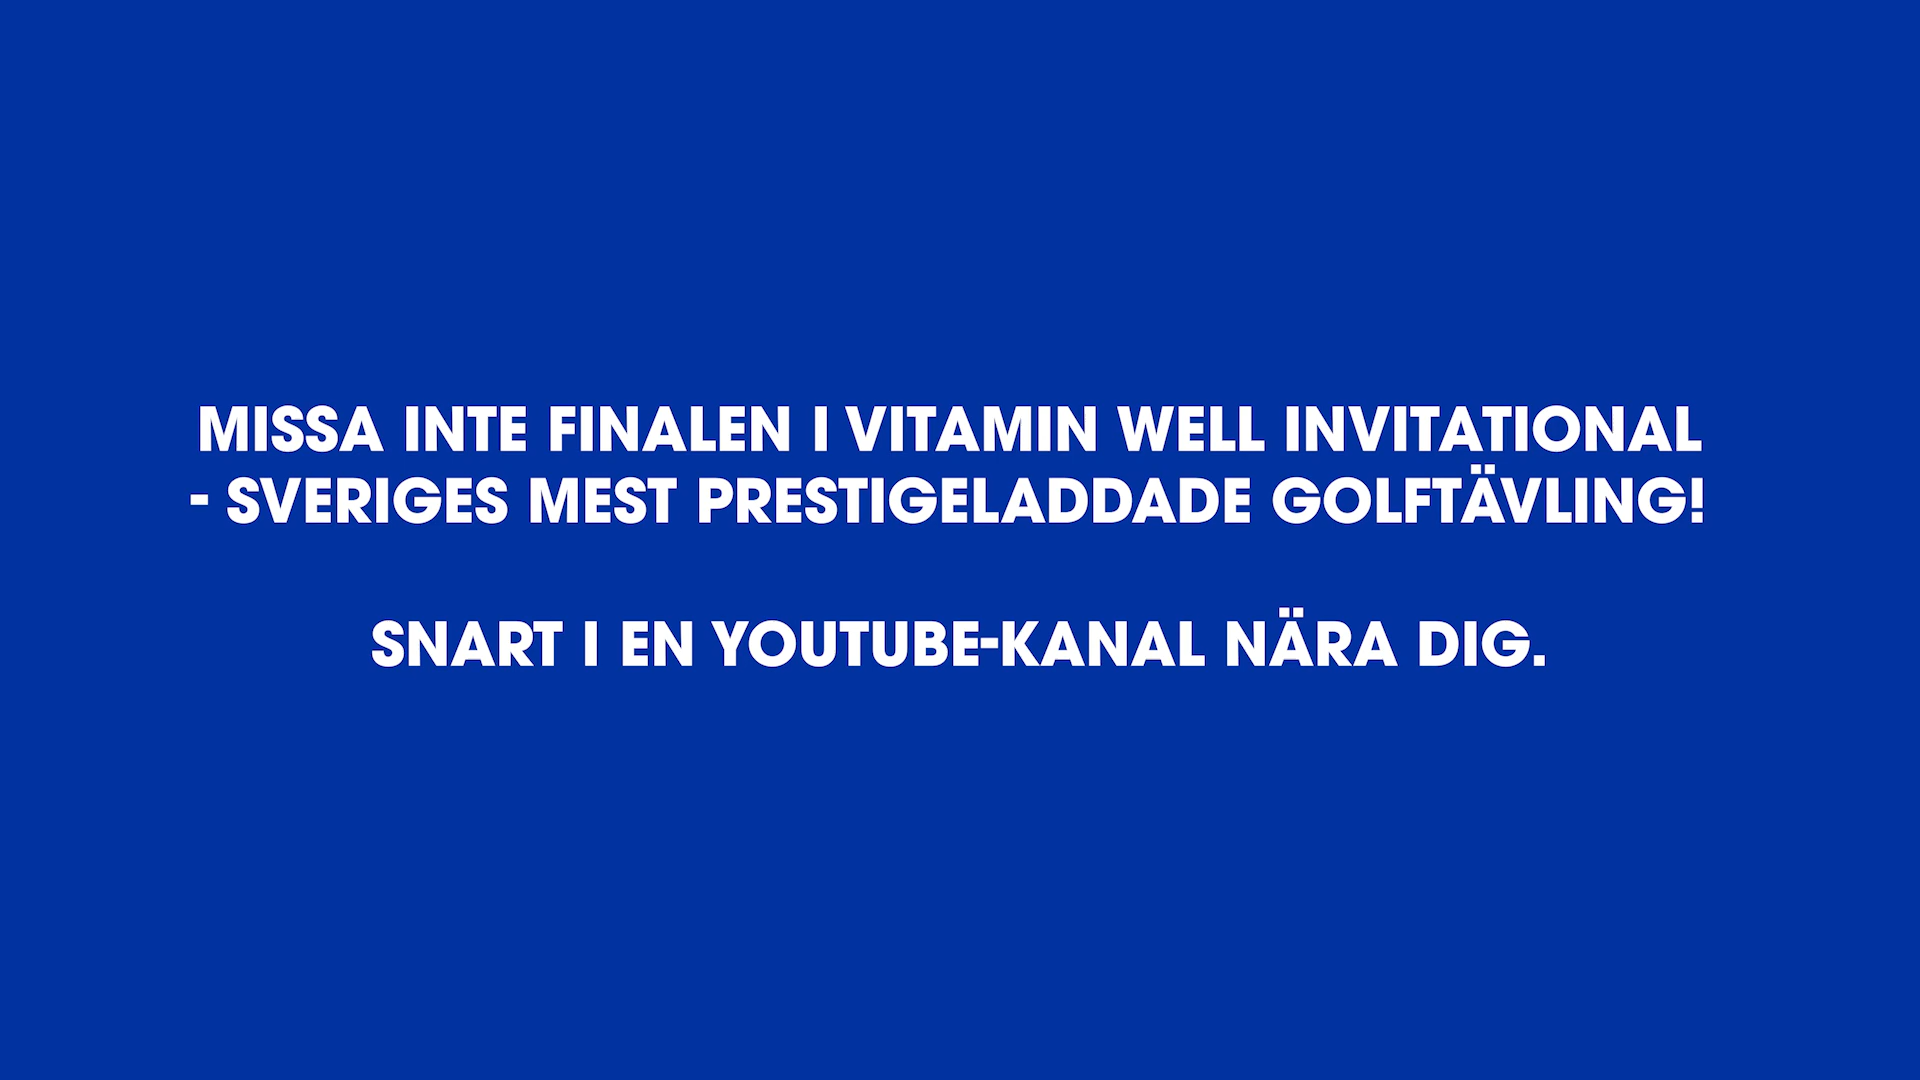 MISSA INTE FINALEN I VITAMIN WELL INVITATIONAL
- SVERIGES MEST PRESTIGELADDADE GOLFTÄVLING!
SNART I EN YOUTUBE-KANAL NÄRA DIG.